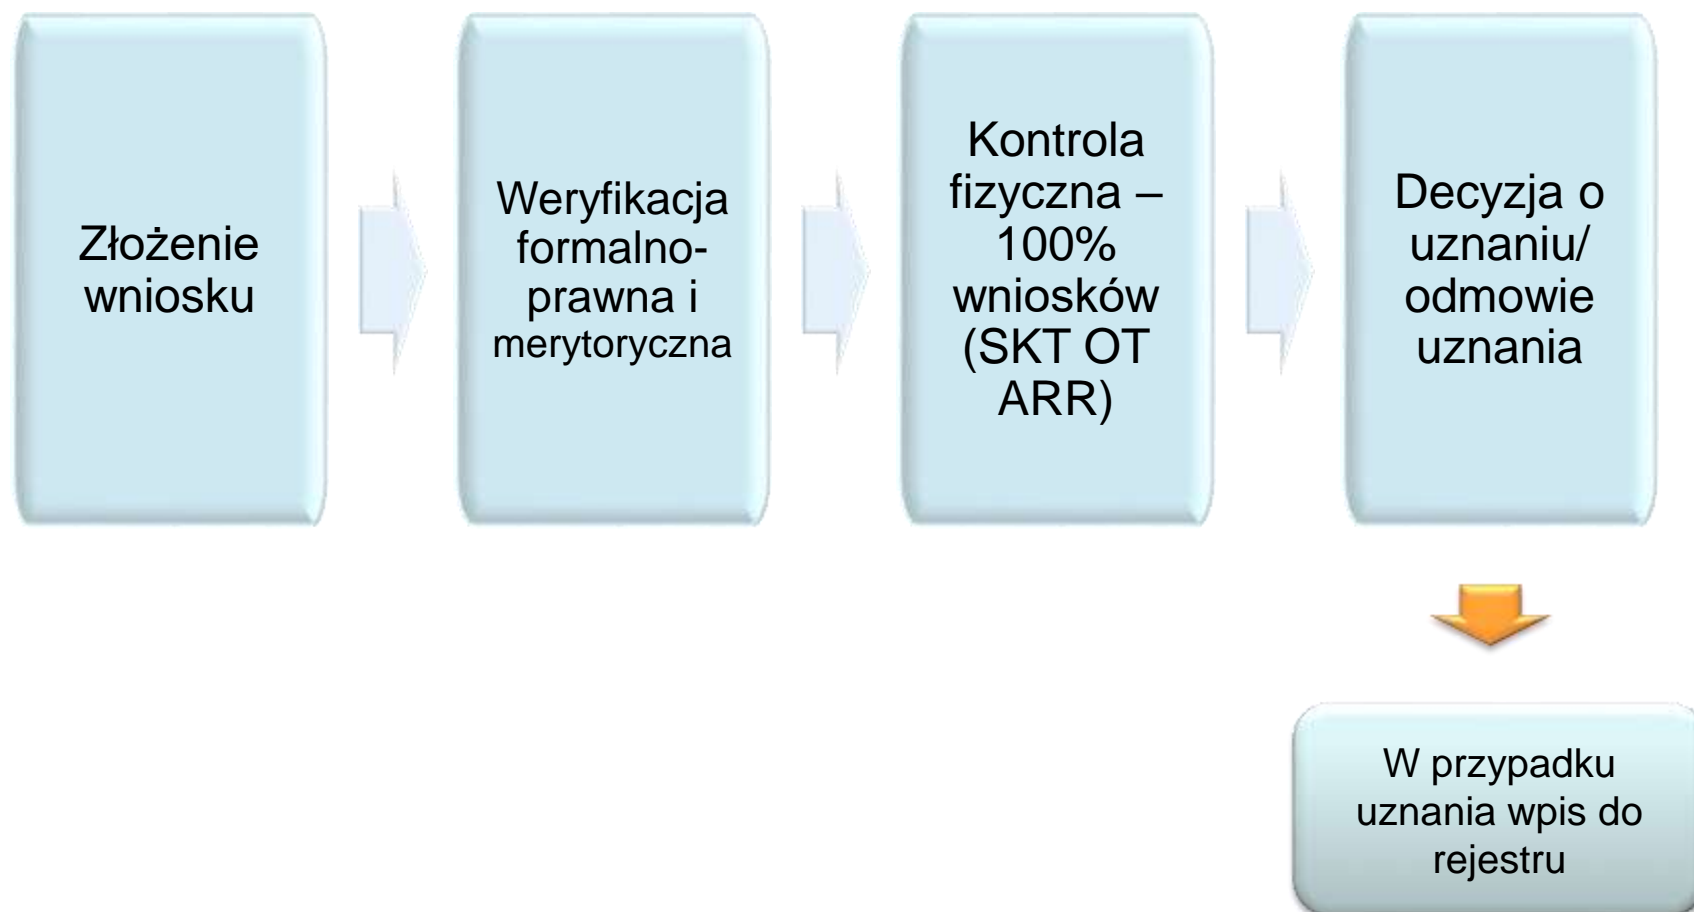 Złożenie
wniosku
Weryfikacja
formalno-
prawna i
merytoryczna
Kontrola
fizyczna –
100%
wniosków
(SKT OT
ARR)
Decyzja o
uznaniu/
odmowie
uznania
W przypadku
uznania wpis do
rejestru